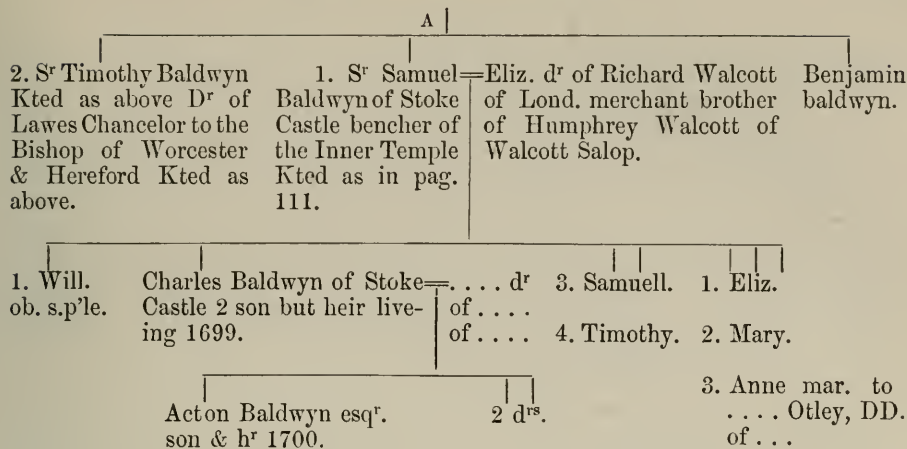 A
2. Sʳ Timothy Baldwyn
Kted as above Dʳ of
Lawes Chancelor to the
Bishop of Worcester
& Hereford Kted as
above.
1. Sʳ Samuel
Baldwyn of Stoke
Castle bencher of
the Inner Temple
Kted as in pag.
111.
Eliz. dʳ of Richard Walcott
of Lond. merchant brother
of Humphrey Walcott of
Walcott Salop.
Benjamin
baldwyn.
1. Will.
ob. s.p'le.
Charles Baldwyn of Stoke
Castle 2 son but heir live-
ing 1699.
.... dʳ
of ....
of ....
3. Samuell.
4. Timothy.
1. Eliz.
2. Mary.
3. Anne mar. to
.... Otley, DD.
of ...
Acton Baldwyn esqʳ.
son & hʳ 1700.
2 dʳˢ.